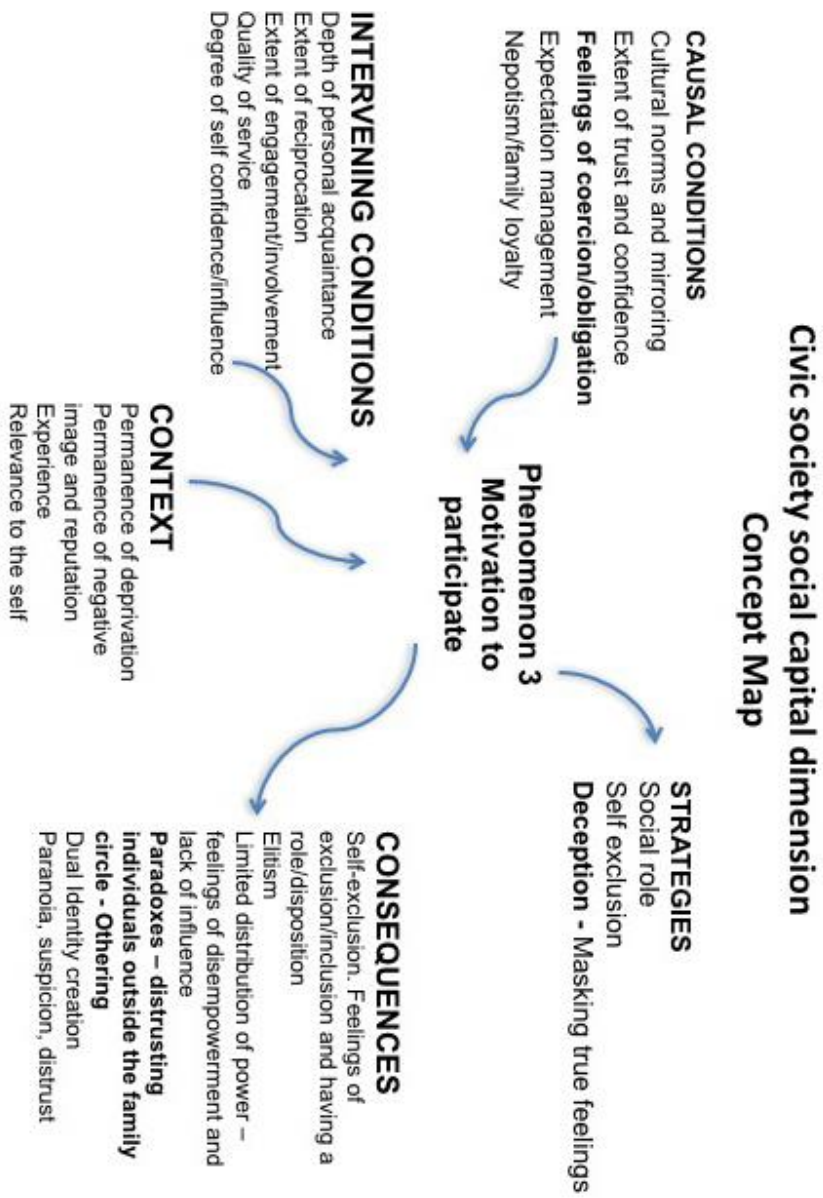 Civic society social capital dimension
Concept Map
CAUSAL CONDITIONS
Cultural norms and mirroring
Extent of trust and confidence
Feelings of coercion/obligation
Expectation management
Nepotism/family loyalty
STRATEGIES
Social role
Self exclusion
Deception - Masking true feelings
Phenomenon 3
Motivation to
participate
INTERVENING CONDITIONS
Depth of personal acquaintance
Extent of reciprocation
Extent of engagement/involvement
Quality of service
Degree of self confidence/influence
CONTEXT
Permanence of deprivation
Permanence of negative
image and reputation
Experience
Relevance to the self
CONSEQUENCES
Self-exclusion. Feelings of
exclusion/inclusion and having a
role/disposition
Elitism
Limited distribution of power –
feelings of disempowerment and
lack of influence
Paradoxes – distrusting
individuals outside the family
circle - Othering
Dual Identity creation
Paranoia, suspicion, distrust